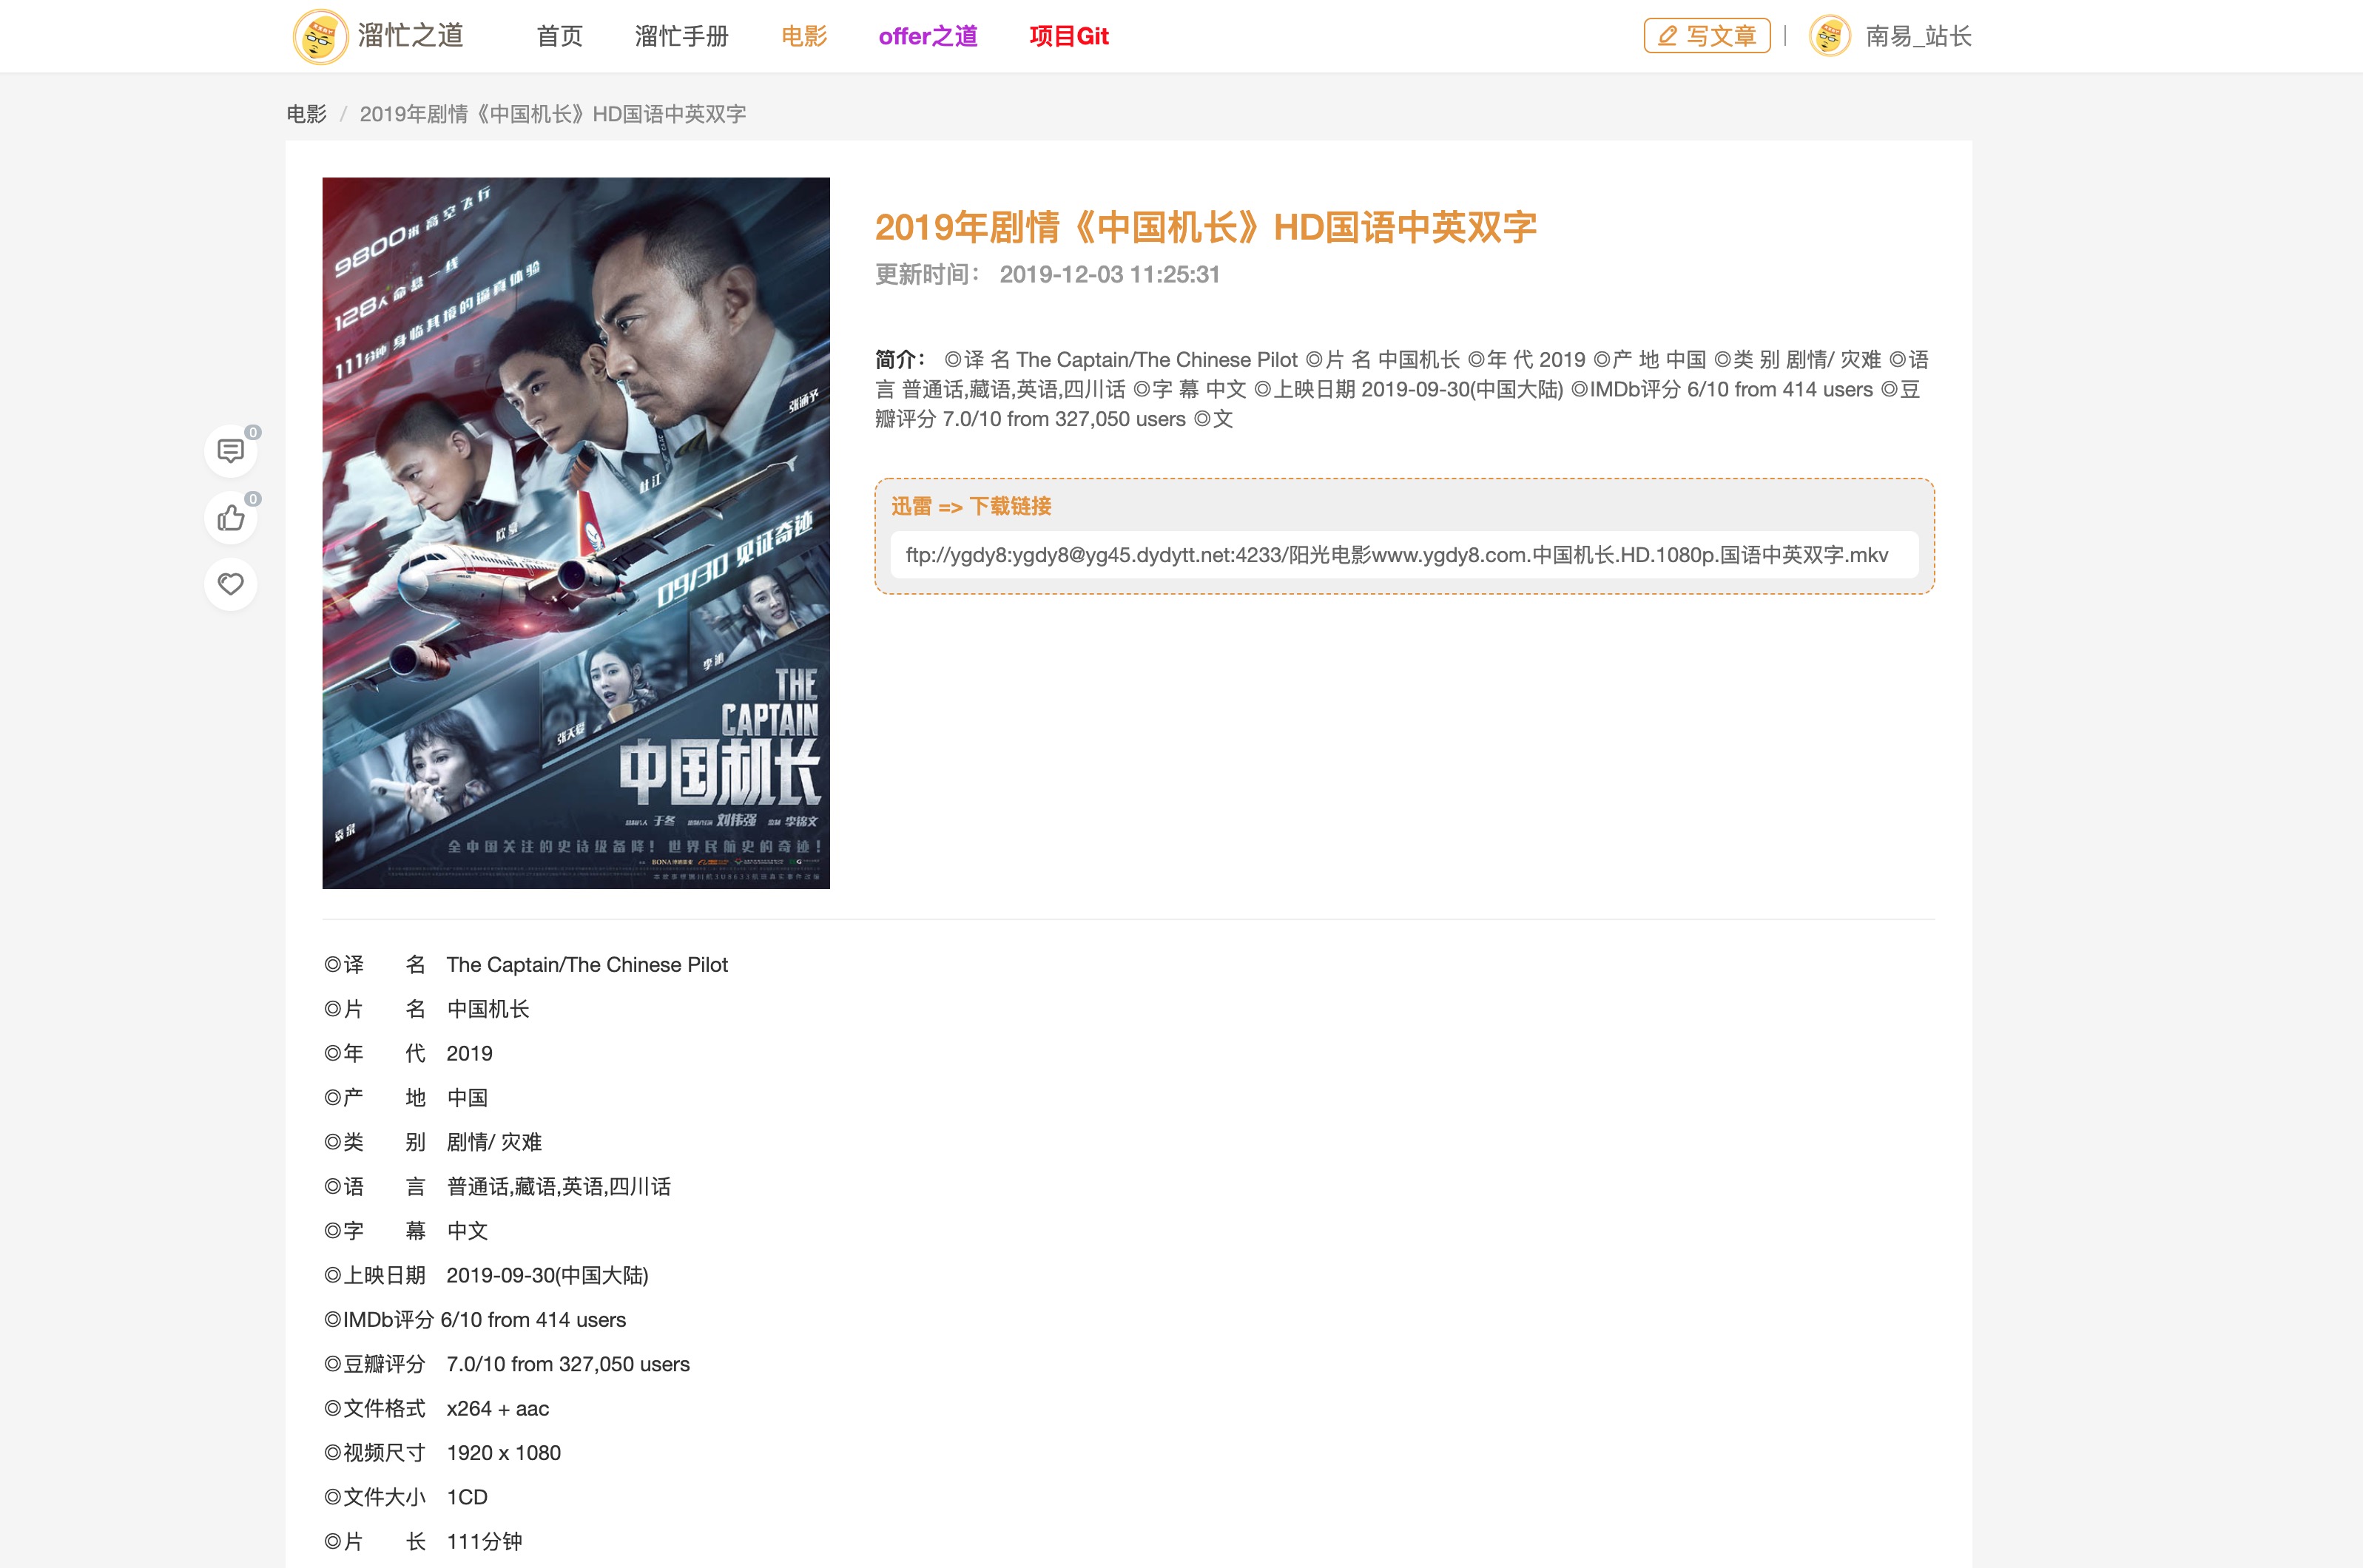 溜忙之道
首页
溜忙手册
电影
offer之道
项目Git
写文章
南易_站长
电影 / 2019年剧情《中国机长》HD国语中英双字
9800米 高空飞行
128人 命悬一线
111分钟 身临其境的逼真体验
张涵予
杜江
欧豪
09/30 见证奇迹
李沁
张天爱
袁泉
THE
CAPTAIN
中国机长
于冬
刘伟强
监制 李锦文
全中国关注的史诗级备降！世界民航史的奇迹！
BONA
2019年剧情《中国机长》HD国语中英双字
更新时间： 2019-12-03 11:25:31
简介： ◎译 名 The Captain/The Chinese Pilot ◎片 名 中国机长 ◎年 代 2019 ◎产 地 中国 ◎类 别 剧情/ 灾难 ◎语
言 普通话,藏语,英语,四川话 ◎字 幕 中文 ◎上映日期 2019-09-30(中国大陆) ◎IMDb评分 6/10 from 414 users ◎豆
瓣评分 7.0/10 from 327,050 users ◎文
迅雷 => 下载链接
ftp://ygdy8:ygdy8@yg45.dydytt.net:4233/阳光电影www.ygdy8.com.中国机长.HD.1080p.国语中英双字.mkv
0
0
◎译 名 The Captain/The Chinese Pilot
◎片 名 中国机长
◎年 代 2019
◎产 地 中国
◎类 别 剧情/ 灾难
◎语 言 普通话,藏语,英语,四川话
◎字 幕 中文
◎上映日期 2019-09-30(中国大陆)
◎IMDb评分 6/10 from 414 users
◎豆瓣评分 7.0/10 from 327,050 users
◎文件格式 x264 + aac
◎视频尺寸 1920 x 1080
◎文件大小 1CD
◎片 长 111分钟